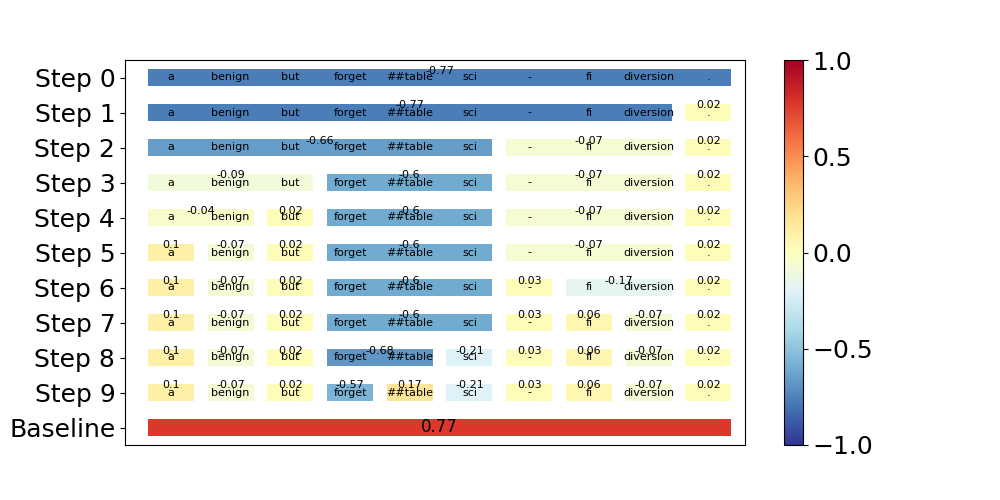 Step 0 a benign but forget ##table -0.77 sci - fi diversion .
Step 1 a benign but forget ##table -0.77 sci - fi diversion . 0.02
Step 2 a benign but -0.66 forget ##table sci - fi -0.07 diversion . 0.02
Step 3 a benign -0.09 but forget ##table -0.6 sci - fi -0.07 diversion . 0.02
Step 4 a -0.04 benign but 0.02 forget ##table -0.6 sci - fi -0.07 diversion . 0.02
Step 5 a 0.1 benign -0.07 but 0.02 forget ##table -0.6 sci - fi -0.07 diversion . 0.02
Step 6 a 0.1 benign -0.07 but 0.02 forget ##table -0.6 sci - 0.03 fi -0.17 diversion . 0.02
Step 7 a 0.1 benign -0.07 but 0.02 forget ##table -0.6 sci - 0.03 fi 0.06 diversion -0.07 . 0.02
Step 8 a 0.1 benign -0.07 but 0.02 forget -0.68 ##table sci -0.21 - 0.03 fi 0.06 diversion -0.07 . 0.02
Step 9 a 0.1 benign -0.07 but 0.02 forget -0.57 ##table 0.17 sci -0.21 - 0.03 fi 0.06 diversion -0.07 . 0.02
Baseline 0.77
1.0
0.5
0.0
−0.5
−1.0